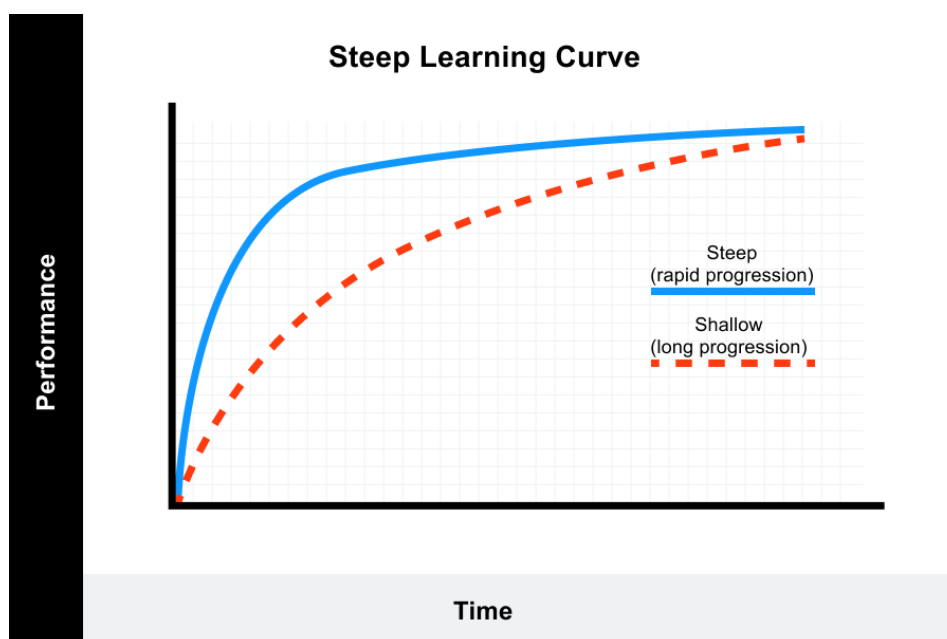 Steep Learning Curve
Performance
Steep
(rapid progression)
Shallow
(long progression)
Time